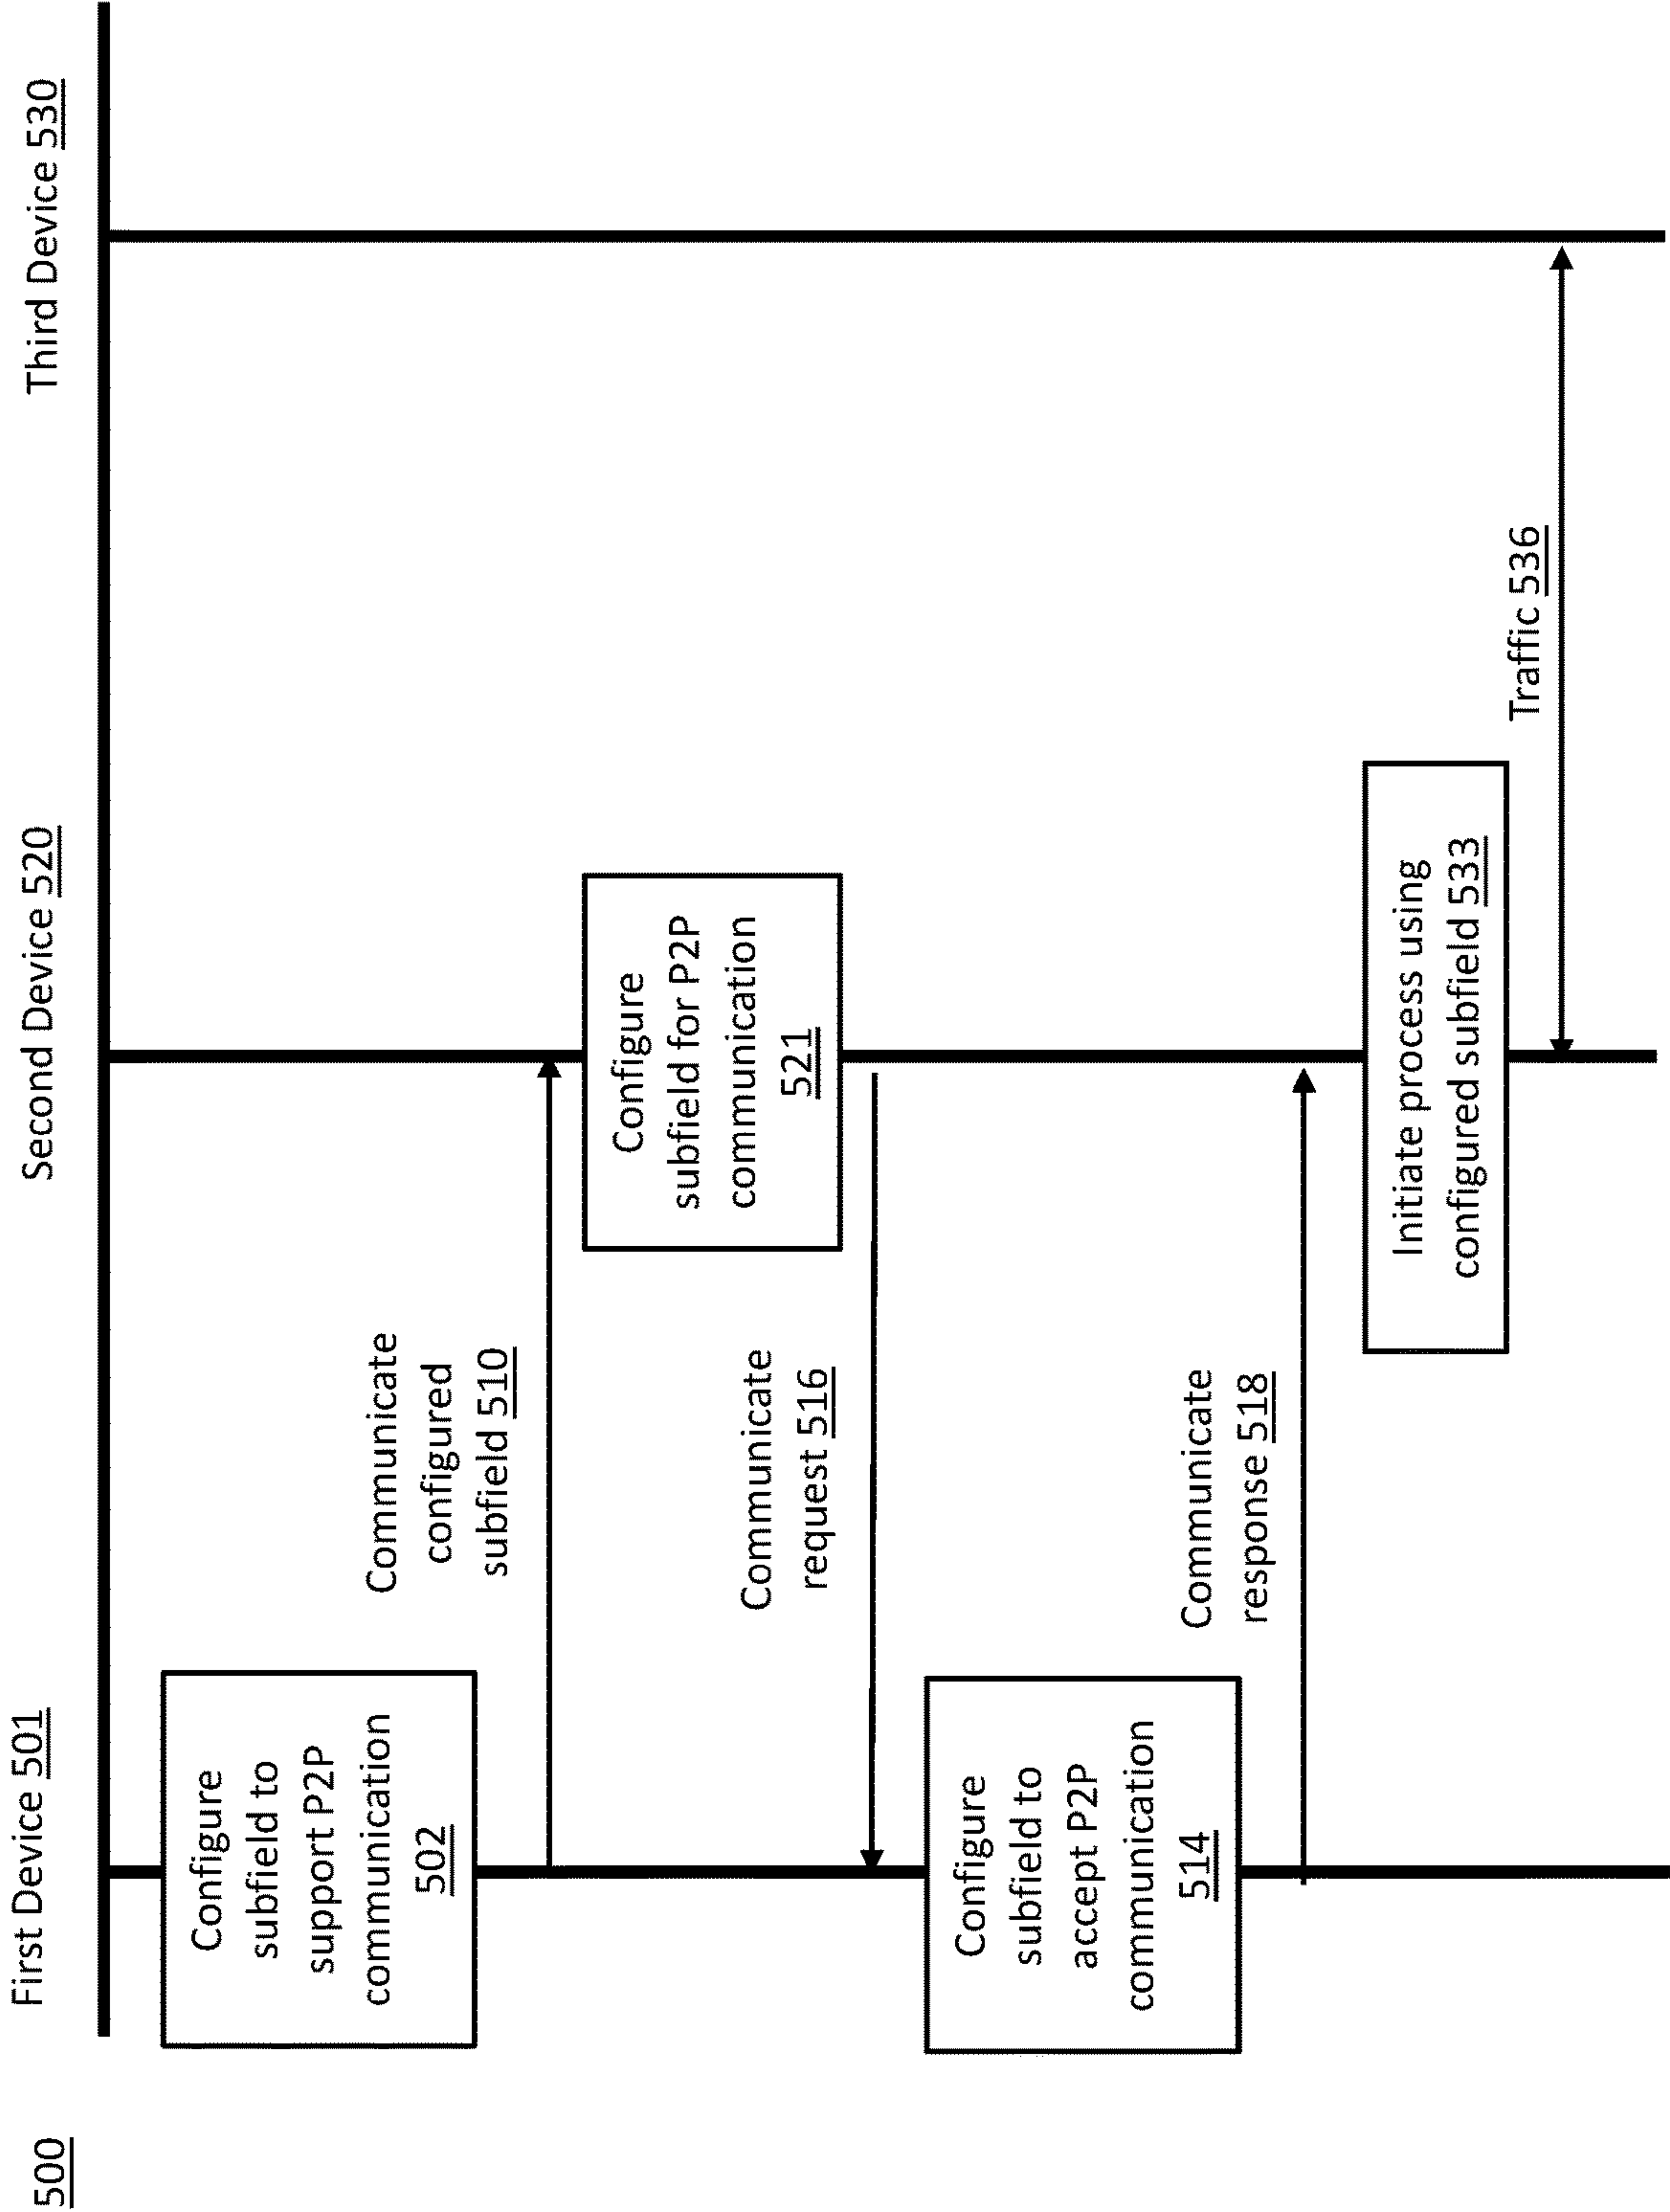 500
First Device 501
Second Device 520
Third Device 530
Configure
subfield to
support P2P
communication
502
Communicate
configured
subfield 510
Configure
subfield for P2P
communication
521
Communicate
request 516
Configure
subfield to
accept P2P
communication
514
Communicate
response 518
Initiate process using
configured subfield 533
Traffic 536